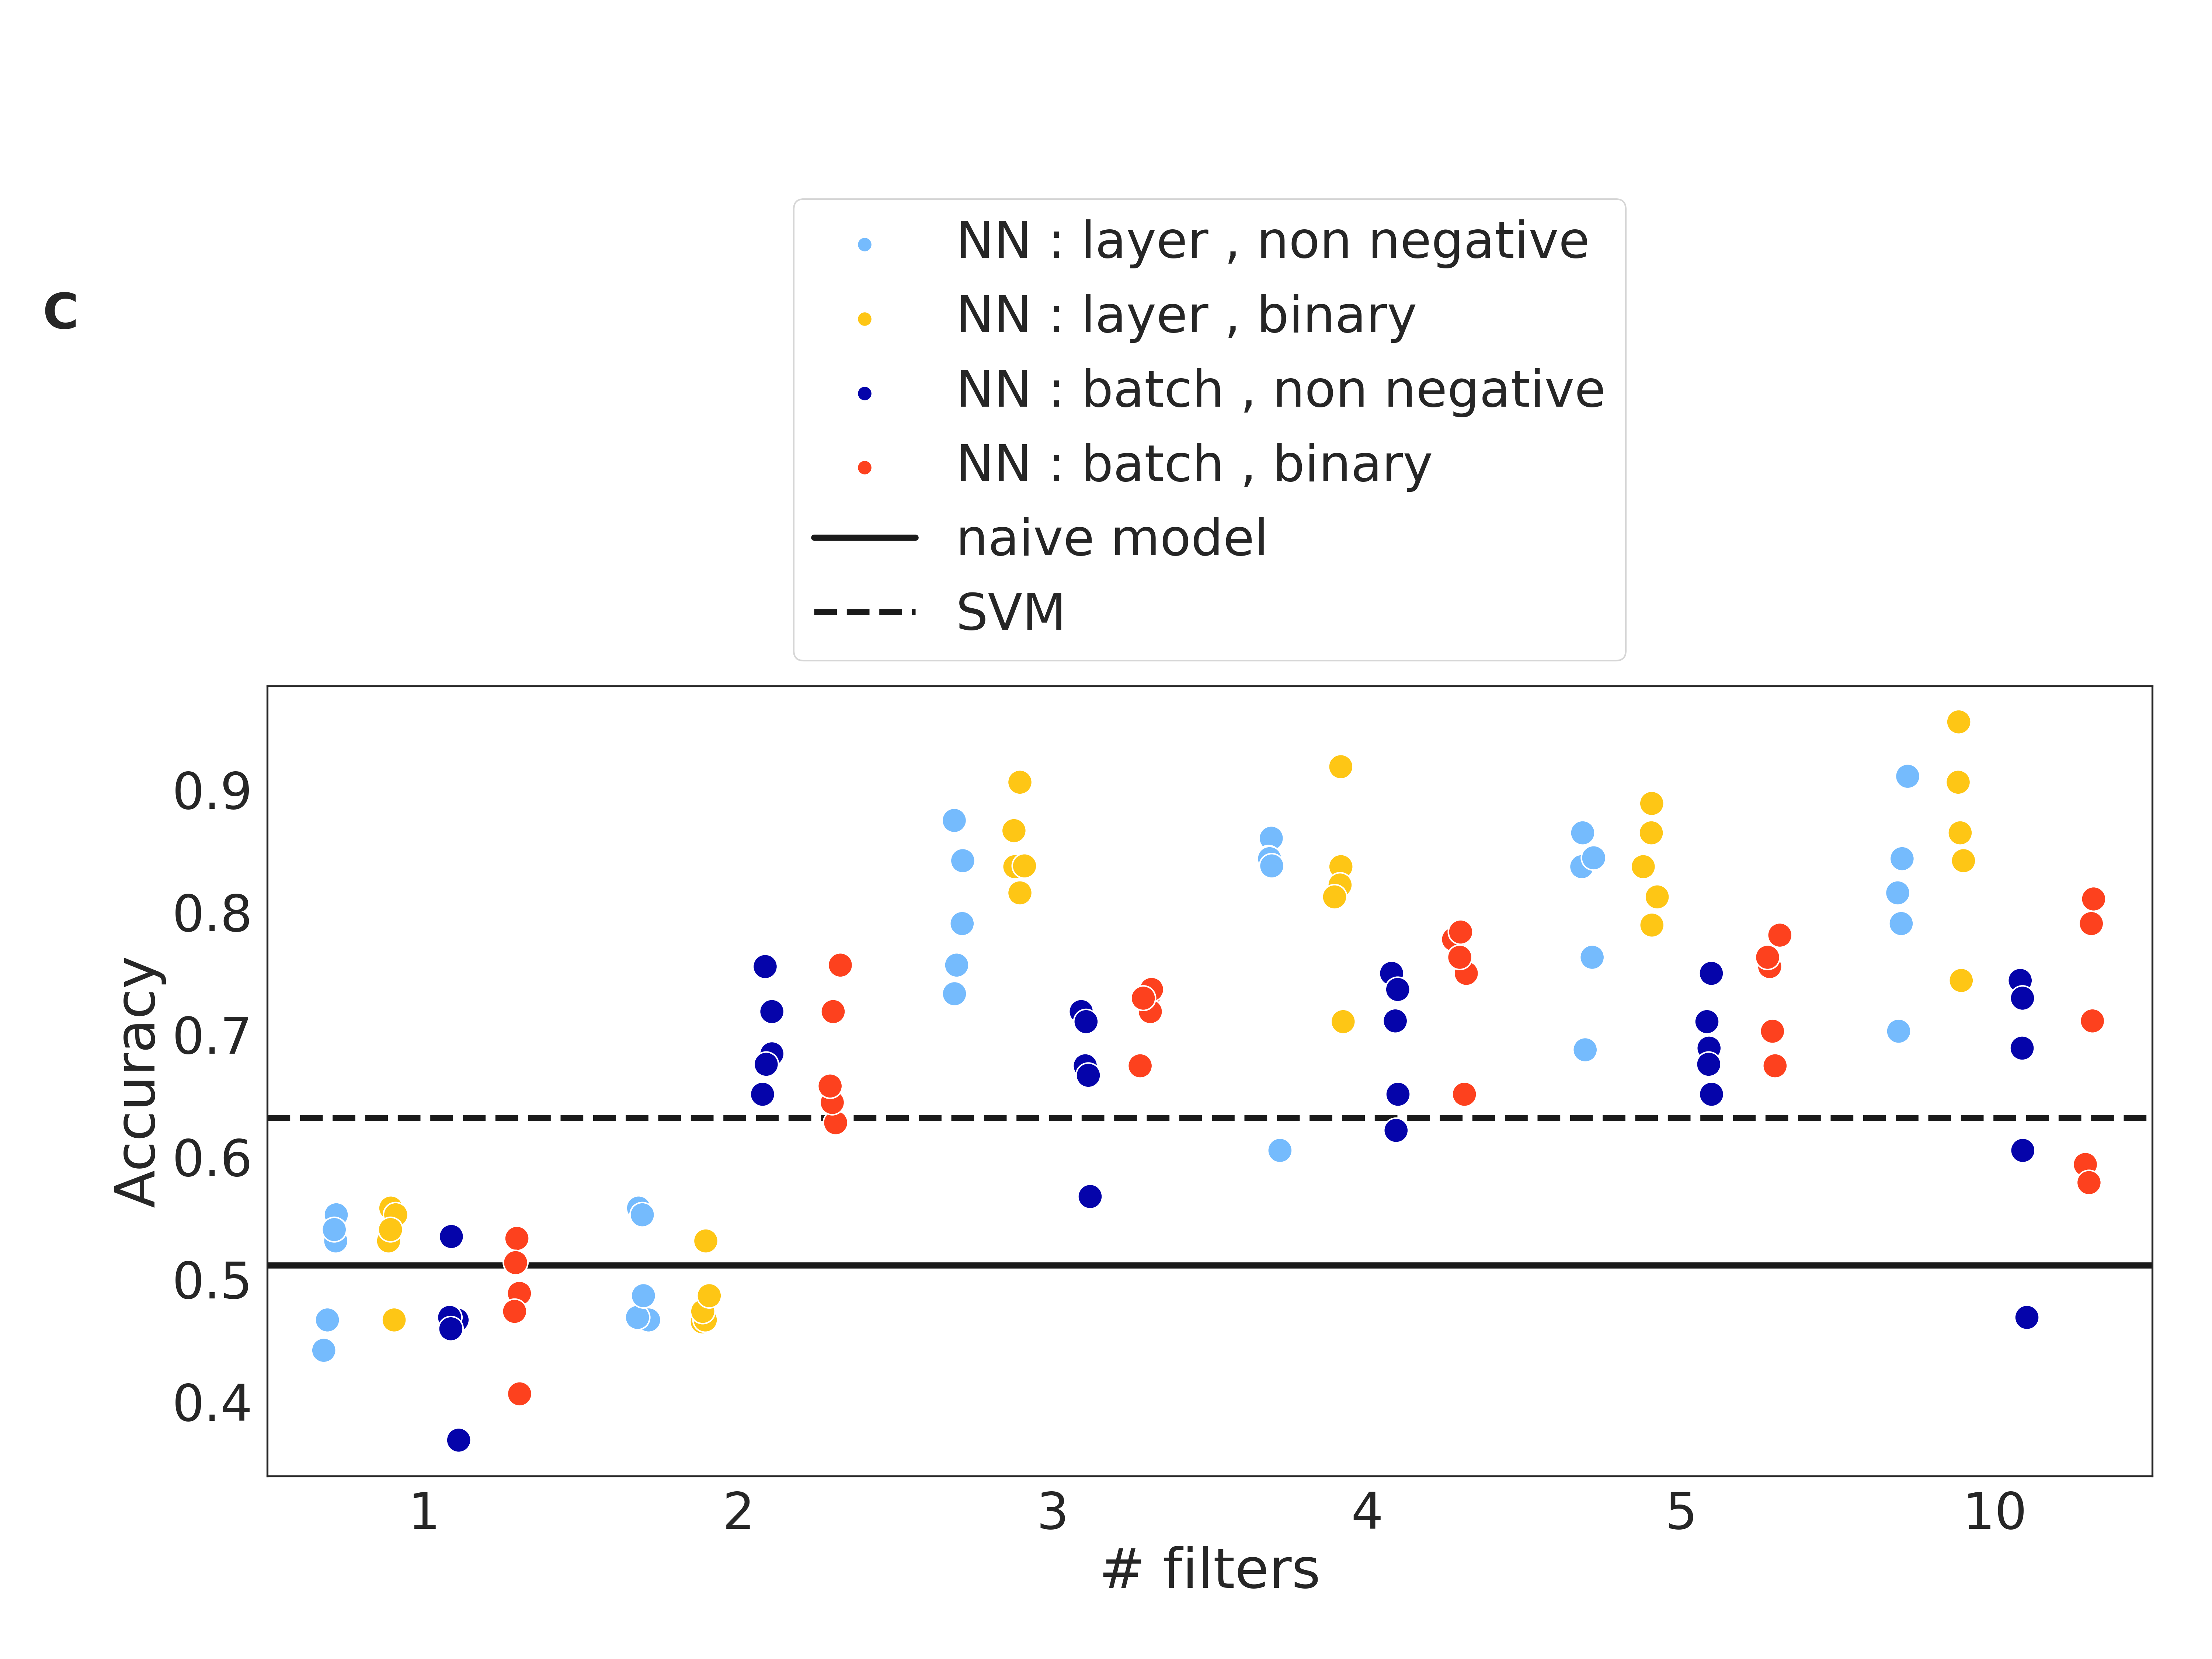 C
NN : layer , non negative
NN : layer , binary
NN : batch , non negative
NN : batch , binary
naive model
SVM
Accuracy
0.9
0.8
0.7
0.6
0.5
0.4
1 2 3 4 5 10
# filters